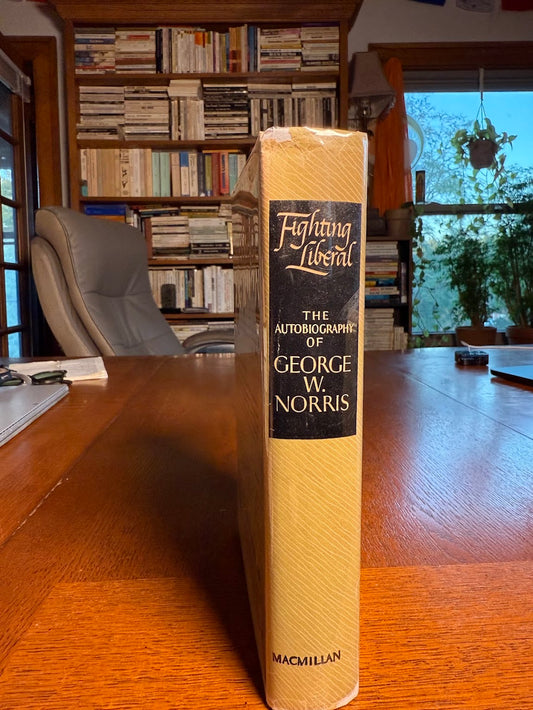 Fighting
Liberal
THE
AUTOBIOGRAPHY
OF
GEORGE
W.
NORRIS
MACMILLAN